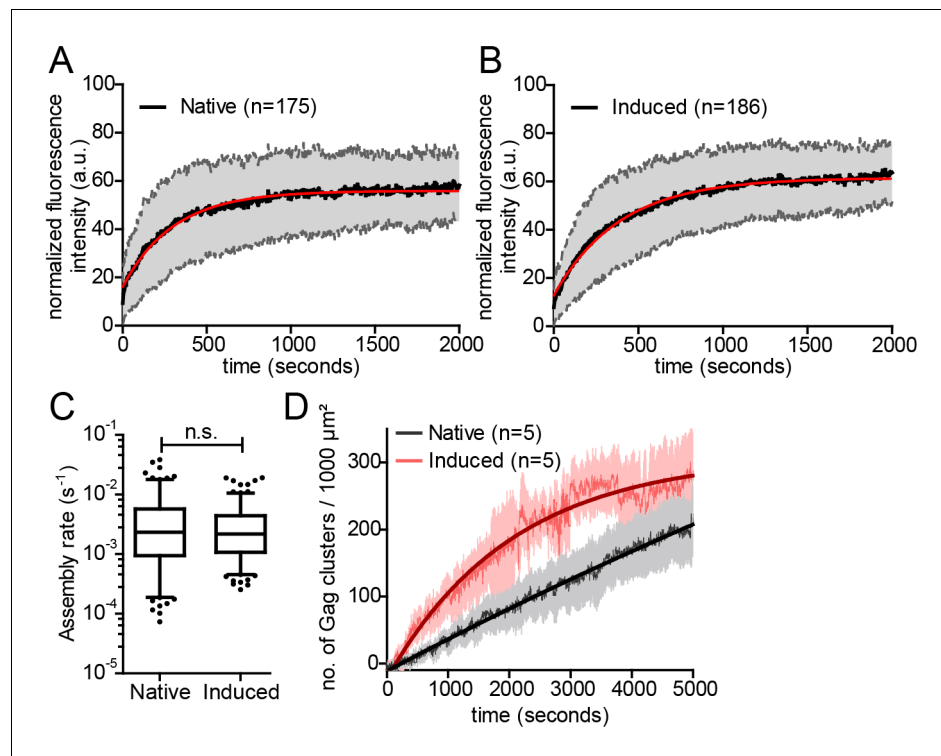 A
normalized fluorescence
intensity (a.u.)
100
80
60
40
20
0
Native (n=175)
0
500
1000
1500
2000
time (seconds)
B
normalized fluorescence
intensity (a.u.)
100
80
60
40
20
0
Induced (n=186)
0
500
1000
1500
2000
time (seconds)
C
Assembly rate (s⁻¹)
10⁻¹
10⁻²
10⁻³
10⁻⁴
10⁻⁵
n.s.
Native
Induced
D
no. of Gag clusters / 1000 µm²
300
200
100
0
Native (n=5)
Induced (n=5)
0
1000
2000
3000
4000
5000
time (seconds)